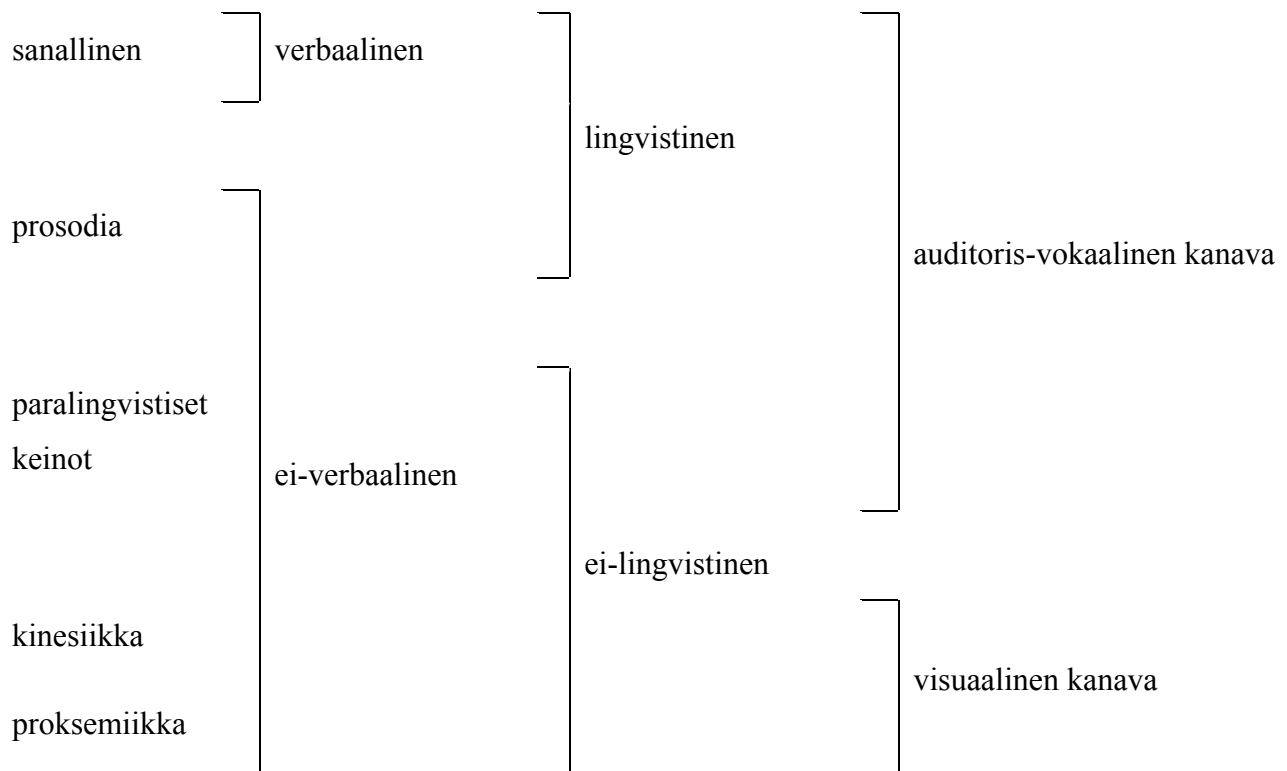 sanallinen
verbaalinen
lingvistinen
prosodia
auditoris-vokaalinen kanava
paralingvistiset
keinot
ei-verbaalinen
ei-lingvistinen
kinesiikka
visuaalinen kanava
proksemiikka